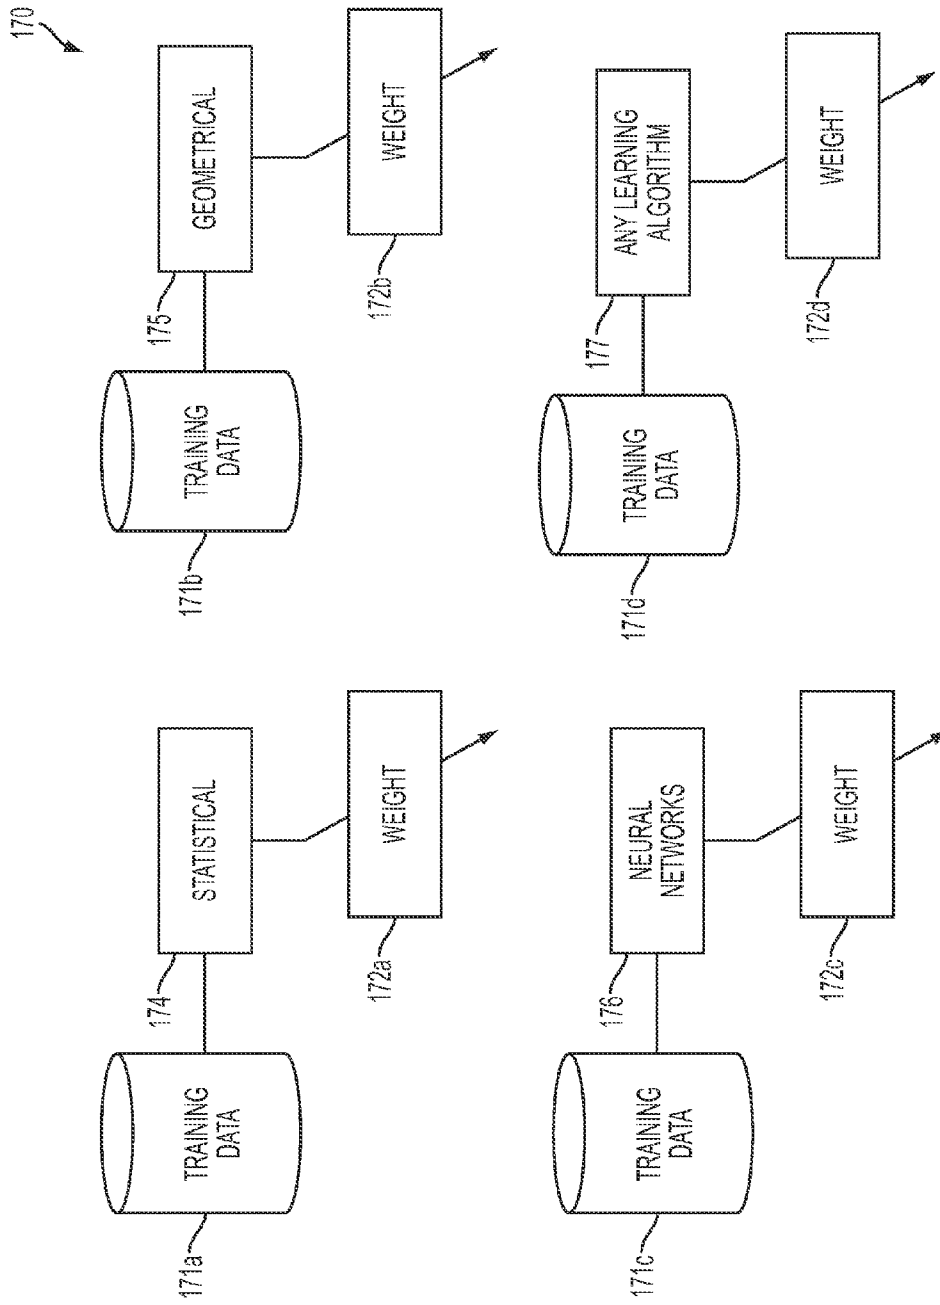 170
TRAINING
DATA
171a
STATISTICAL
174
WEIGHT
172a
TRAINING
DATA
171b
GEOMETRICAL
175
WEIGHT
172b
TRAINING
DATA
171c
NEURAL
NETWORKS
176
WEIGHT
172c
TRAINING
DATA
171d
ANY LEARNING
ALGORITHM
177
WEIGHT
172d